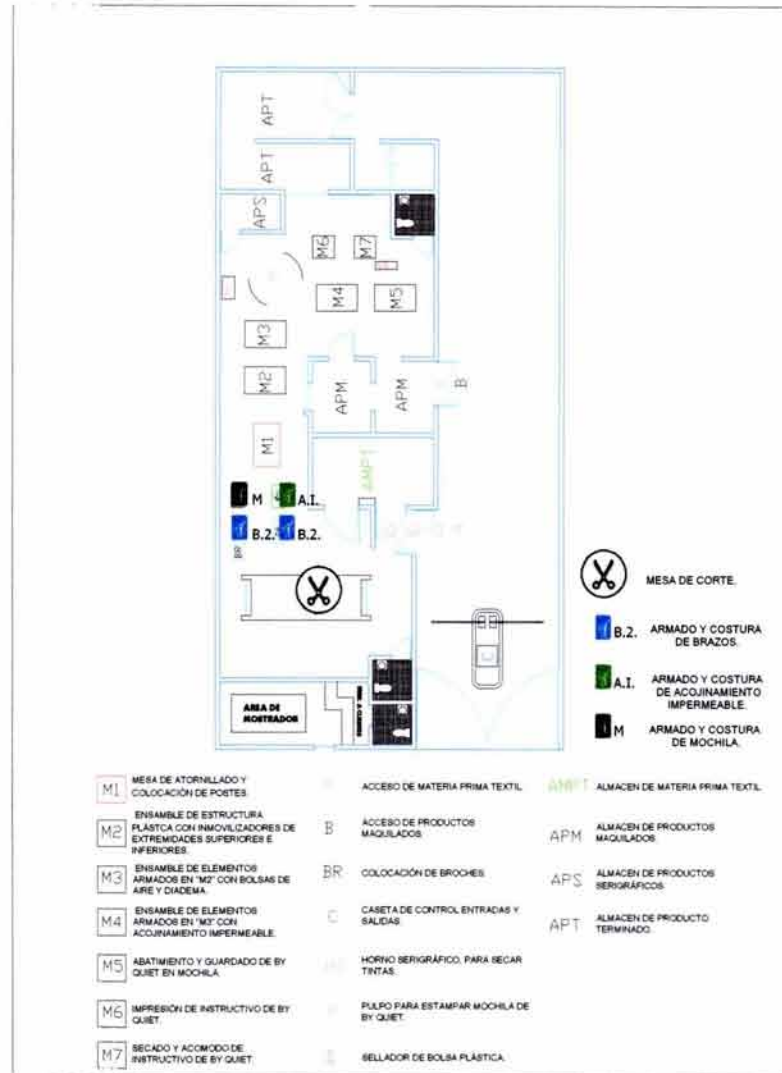 APT
APT
APS
M6
M7
M4
M5
M3
M2
APM
APM
B
M1
AMPT
M
A.I.
B.2.
B.2.
BR
C
AREA DE
MOSTRADOR
MESA DE CORTE.
B.2. ARMADO Y COSTURA
DE BRAZOS.
A.I. ARMADO Y COSTURA
DE ACOJINAMIENTO
IMPERMEABLE.
M ARMADO Y COSTURA
DE MOCHILA.
M1 MESA DE ATORNILLADO Y
COLOCACIÓN DE POSTES.
M2 ENSAMBLE DE ESTRUCTURA
PLÁSTCA CON INMOVILIZADORES DE
EXTREMIDADES SUPERIORES E
INFERIORES.
M3 ENSAMBLE DE ELEMENTOS
ARMADOS EN "M2" CON BOLSAS DE
AIRE Y DIADEMA.
M4 ENSAMBLE DE ELEMENTOS
ARMADOS EN "M3" CON
ACOJINAMIENTO IMPERMEABLE.
M5 ABATIMIENTO Y GUARDADO DE BY
QUIET EN MOCHILA.
M6 IMPRESIÓN DE INSTRUCTIVO DE BY
QUIET.
M7 SECADO Y ACOMODO DE
INSTRUCTIVO DE BY QUIET.
ACCESO DE MATERIA PRIMA TEXTIL
B ACCESO DE PRODUCTOS
MAQUILADOS.
BR COLOCACIÓN DE BROCHES.
C CASETA DE CONTROL ENTRADAS Y
SALIDAS.
HORNO SERIGRÁFICO, PARA SECAR
TINTAS.
PULPO PARA ESTAMPAR MOCHILA DE
BY QUIET.
SELLADOR DE BOLSA PLÁSTICA.
AMPT ALMACEN DE MATERIA PRIMA TEXTIL
APM ALMACEN DE PRODUCTOS
MAQUILADOS.
APS ALMACEN DE PRODUCTOS
SERIGRÁFICOS.
APT ALMACEN DE PRODUCTO
TERMINADO.